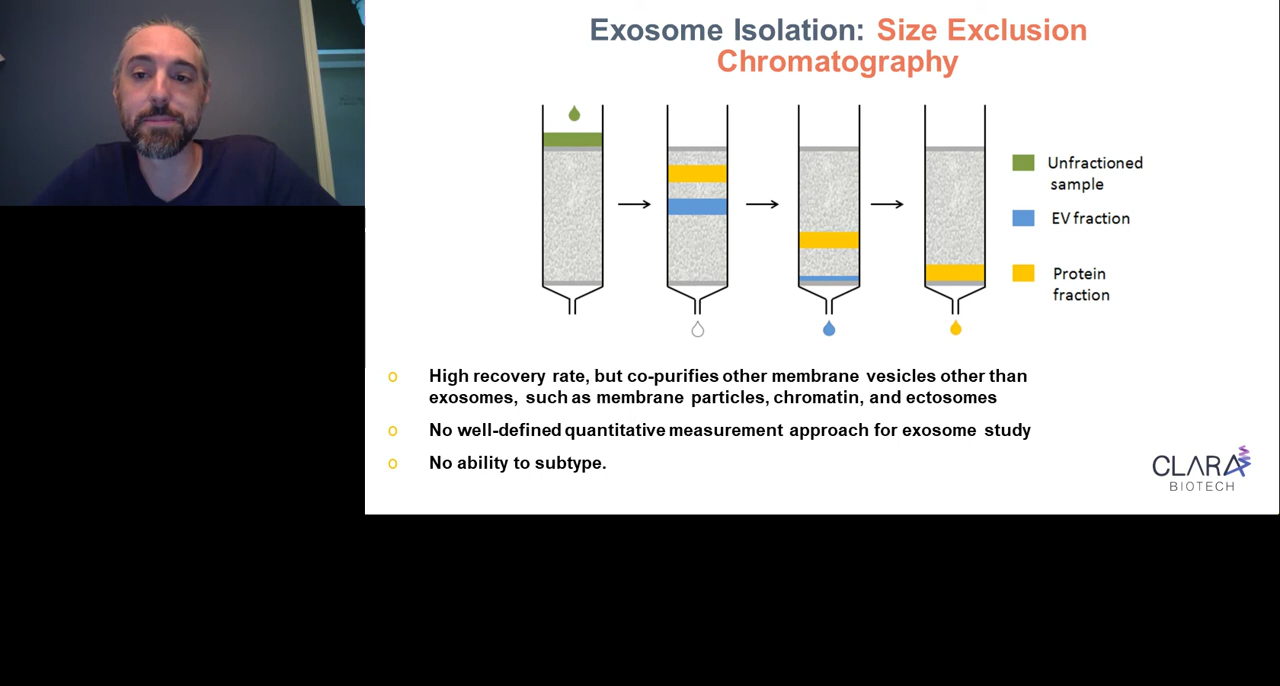 Exosome Isolation: Size Exclusion
Chromatography
Unfractioned
sample
EV fraction
Protein
fraction
o High recovery rate, but co-purifies other membrane vesicles other than
exosomes, such as membrane particles, chromatin, and ectosomes
o No well-defined quantitative measurement approach for exosome study
o No ability to subtype.
CLARA
BIOTECH